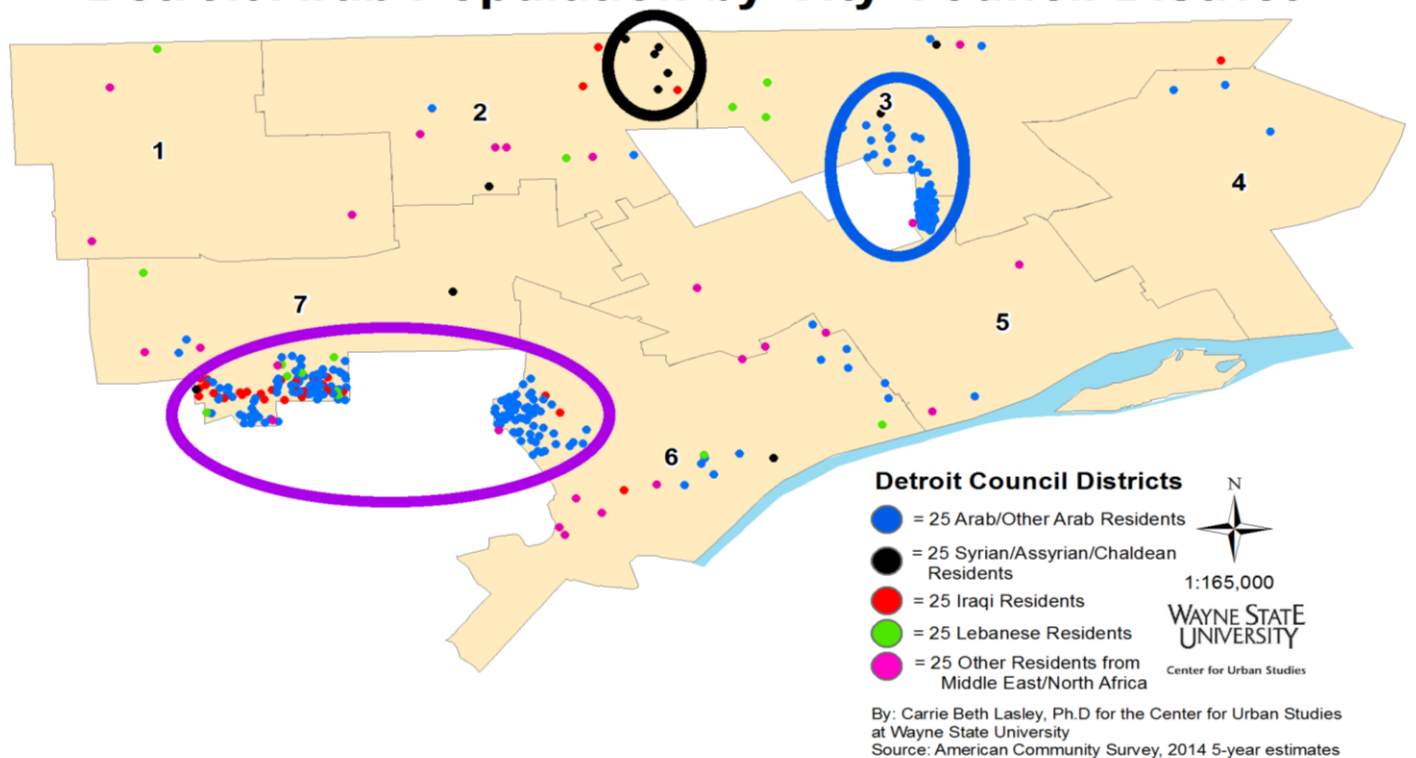 1
2
3
4
5
6
7
Detroit Council Districts
N
= 25 Arab/Other Arab Residents
= 25 Syrian/Assyrian/Chaldean
Residents
1:165,000
= 25 Iraqi Residents
WAYNE STATE
UNIVERSITY
= 25 Lebanese Residents
= 25 Other Residents from
Middle East/North Africa
Center for Urban Studies
By: Carrie Beth Lasley, Ph.D for the Center for Urban Studies
at Wayne State University
Source: American Community Survey, 2014 5-year estimates